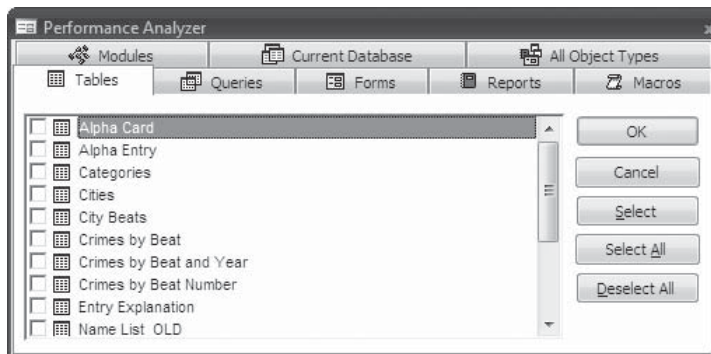 Performance Analyzer
Modules Current Database All Object Types
Tables Queries Forms Reports Macros
Alpha Card
Alpha Entry
Categories
Cities
City Beats
Crimes by Beat
Crimes by Beat and Year
Crimes by Beat Number
Entry Explanation
Name List OLD
OK
Cancel
Select
Select All
Deselect All